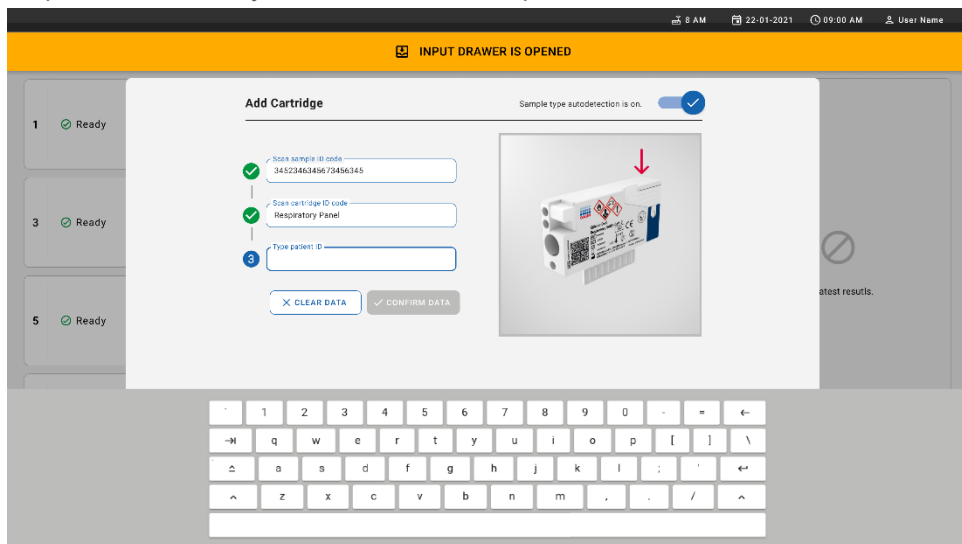 8 AM 22-01-2021 09:00 AM User Name
INPUT DRAWER IS OPENED
Add Cartridge
Sample type autodetection is on.
1 Ready
3 Ready
5 Ready
Scan sample ID code
3452346345673456345
Scan cartridge ID code
Respiratory Panel
3
Type patient ID
CLEAR DATA
CONFIRM DATA
atest resutls.
` 1 2 3 4 5 6 7 8 9 0 - =
q w e r t y u i o p [ ] \
a s d f g h j k l ; '
z x c v b n m , . /